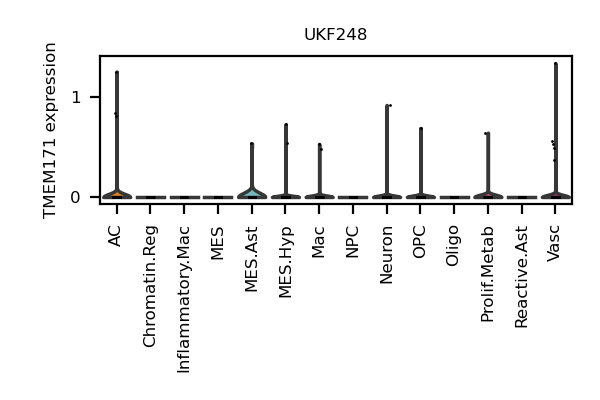 UKF248
TMEM171 expression
1
0
AC
Chromatin.Reg
Inflammatory.Mac
MES
MES.Ast
MES.Hyp
Mac
NPC
Neuron
OPC
Oligo
Prolif.Metab
Reactive.Ast
Vasc